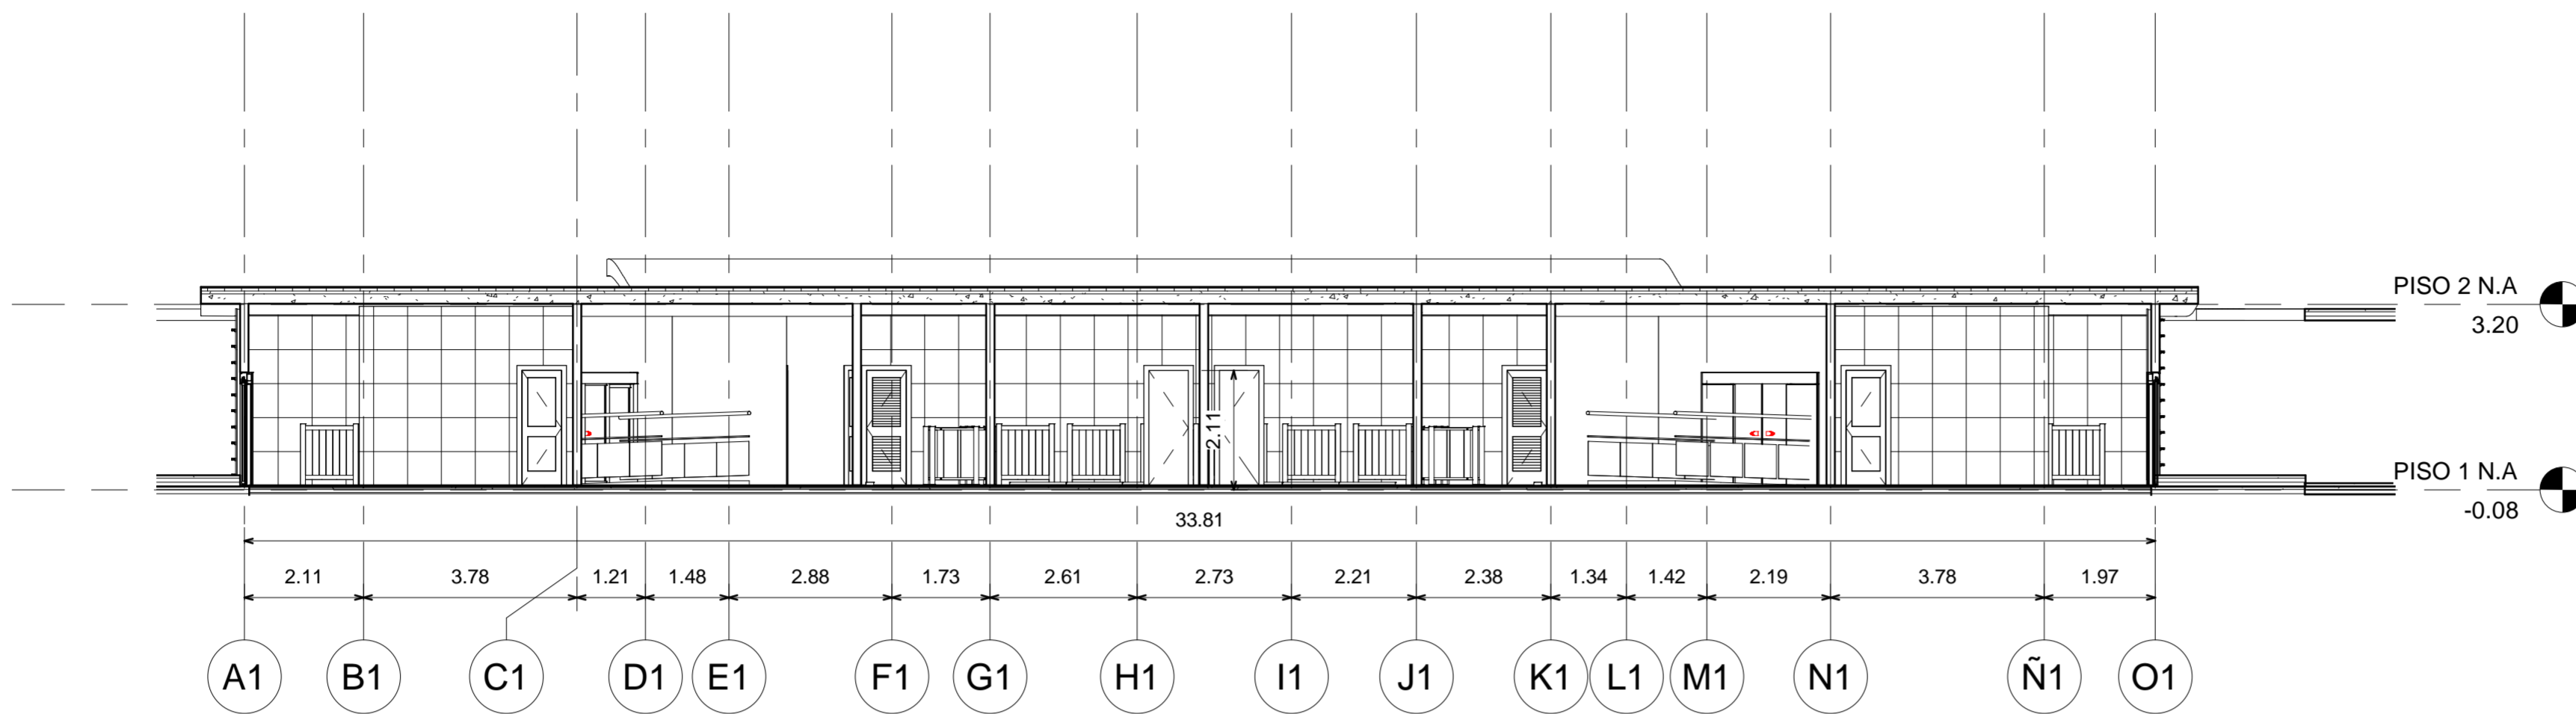 PISO 2 N.A
3.20
2.11
PISO 1 N.A
-0.08
33.81
2.11 3.78 1.21 1.48 2.88 1.73 2.61 2.73 2.21 2.38 1.34 1.42 2.19 3.78 1.97
A1 B1 C1 D1 E1 F1 G1 H1 I1 J1 K1 L1 M1 N1 Ñ1 O1